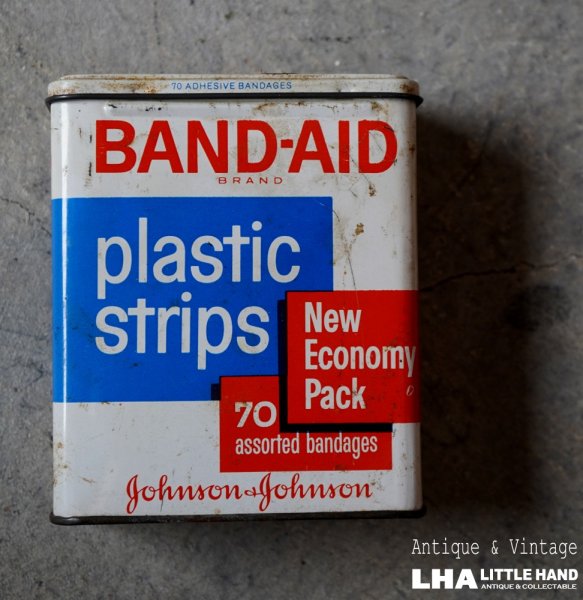 70 ADHESIVE BANDAGES
BAND-AID
BRAND
plastic
strips
New
Economy
Pack
70
assorted bandages
Johnson & Johnson
Antique & Vintage
LHA LITTLE HAND
ANTIQUE & COLLECTABLE